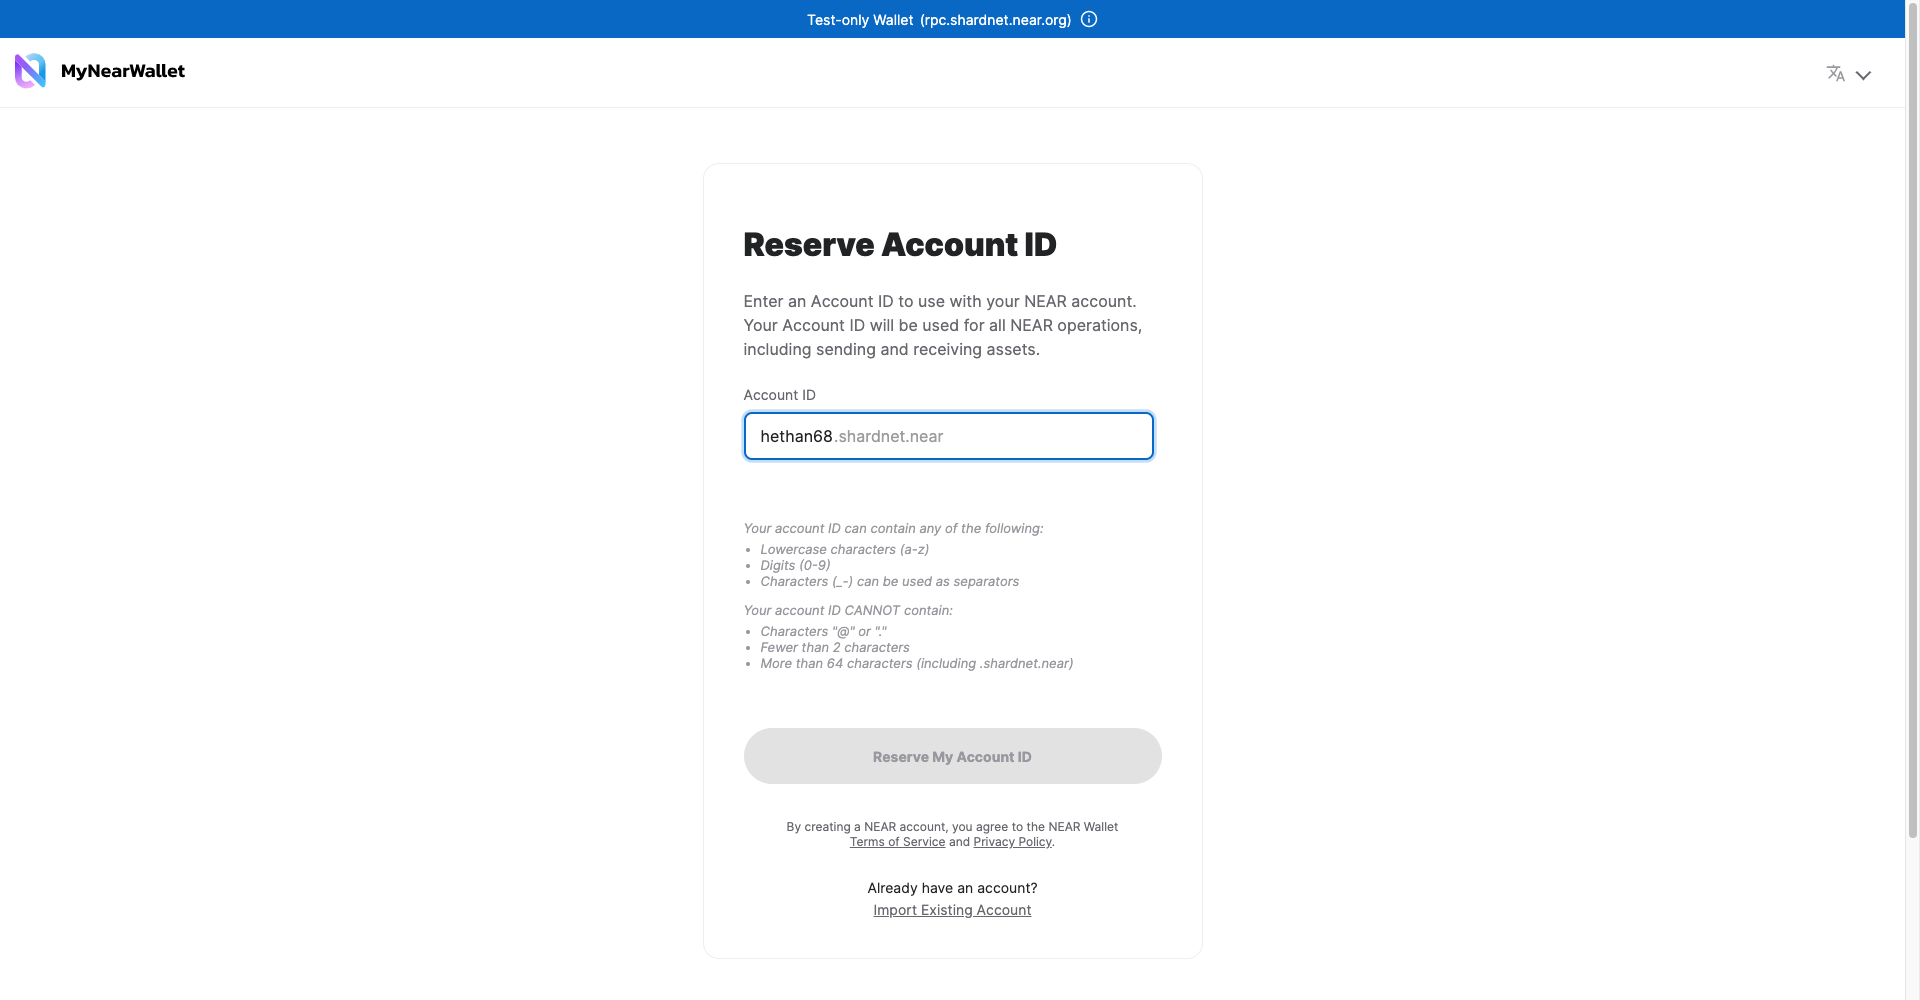 Test-only Wallet (rpc.shardnet.near.org)
MyNearWallet
Reserve Account ID
Enter an Account ID to use with your NEAR account.
Your Account ID will be used for all NEAR operations,
including sending and receiving assets.
Account ID
hethan68.shardnet.near
Your account ID can contain any of the following:
• Lowercase characters (a-z)
• Digits (0-9)
• Characters (_-) can be used as separators
Your account ID CANNOT contain:
• Characters "@" or "."
• Fewer than 2 characters
• More than 64 characters (including .shardnet.near)
Reserve My Account ID
By creating a NEAR account, you agree to the NEAR Wallet
Terms of Service and Privacy Policy.
Already have an account?
Import Existing Account